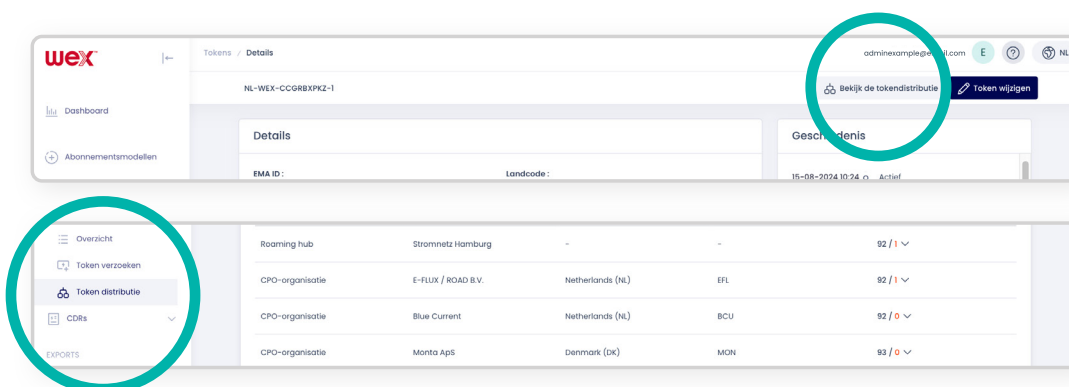 wex
Tokens / Details
adminexample@email.com E ? NL
NL-WEX-CCGRBXPKZ-1
Bekijk de tokendistributie
Token wijzigen
Dashboard
Abonnementsmodellen
Details
Geschiedenis
EMA ID :
Landcode :
15-08-2024 10:24
Actief
Overzicht
Token verzoeken
Token distributie
CDRs
EXPORTS
Roaming hub Stromnetz Hamburg - - 92 / 1
CPO-organisatie E-FLUX / ROAD B.V. Netherlands (NL) EFL 92 / 1
CPO-organisatie Blue Current Netherlands (NL) BCU 92 / 0
CPO-organisatie Monta ApS Denmark (DK) MON 93 / 0